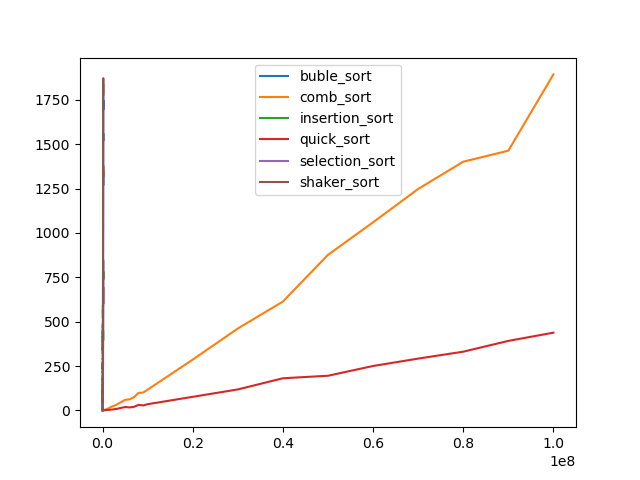 buble_sort
comb_sort
insertion_sort
quick_sort
selection_sort
shaker_sort
1750
1500
1250
1000
750
500
250
0
0.0 0.2 0.4 0.6 0.8 1.0
1e8